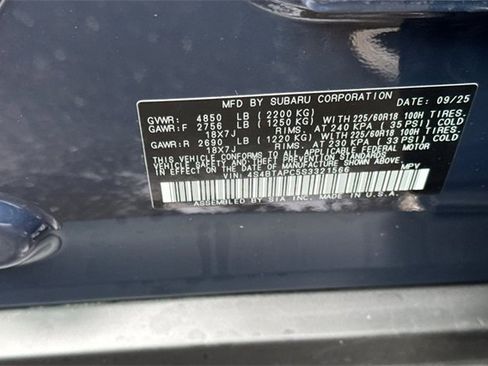 MFD BY SUBARU CORPORATION DATE: 09/25
GVWR: 4850 LB (2200 KG)
GAWR:F 2756 LB (1250 KG) WITH 225/60R18 100H TIRES,
18X7J RIMS, AT 240 KPA (35 PSI) COLD
GAWR:R 2690 LB (1220 KG) WITH 225/60R18 100H TIRES,
18X7J RIMS, AT 230 KPA (33 PSI) COLD
THIS VEHICLE CONFORMS TO ALL APPLICABLE FEDERAL MOTOR
VEHICLE SAFETY, BUMPER, AND THEFT PREVENTION STANDARDS
IN EFFECT ON THE DATE OF MANUFACTURE SHOWN ABOVE.
VIN 4S4BTAPC5S3321566 MPV
ASSEMBLED BY SIA INC. MADE IN U.S.A.